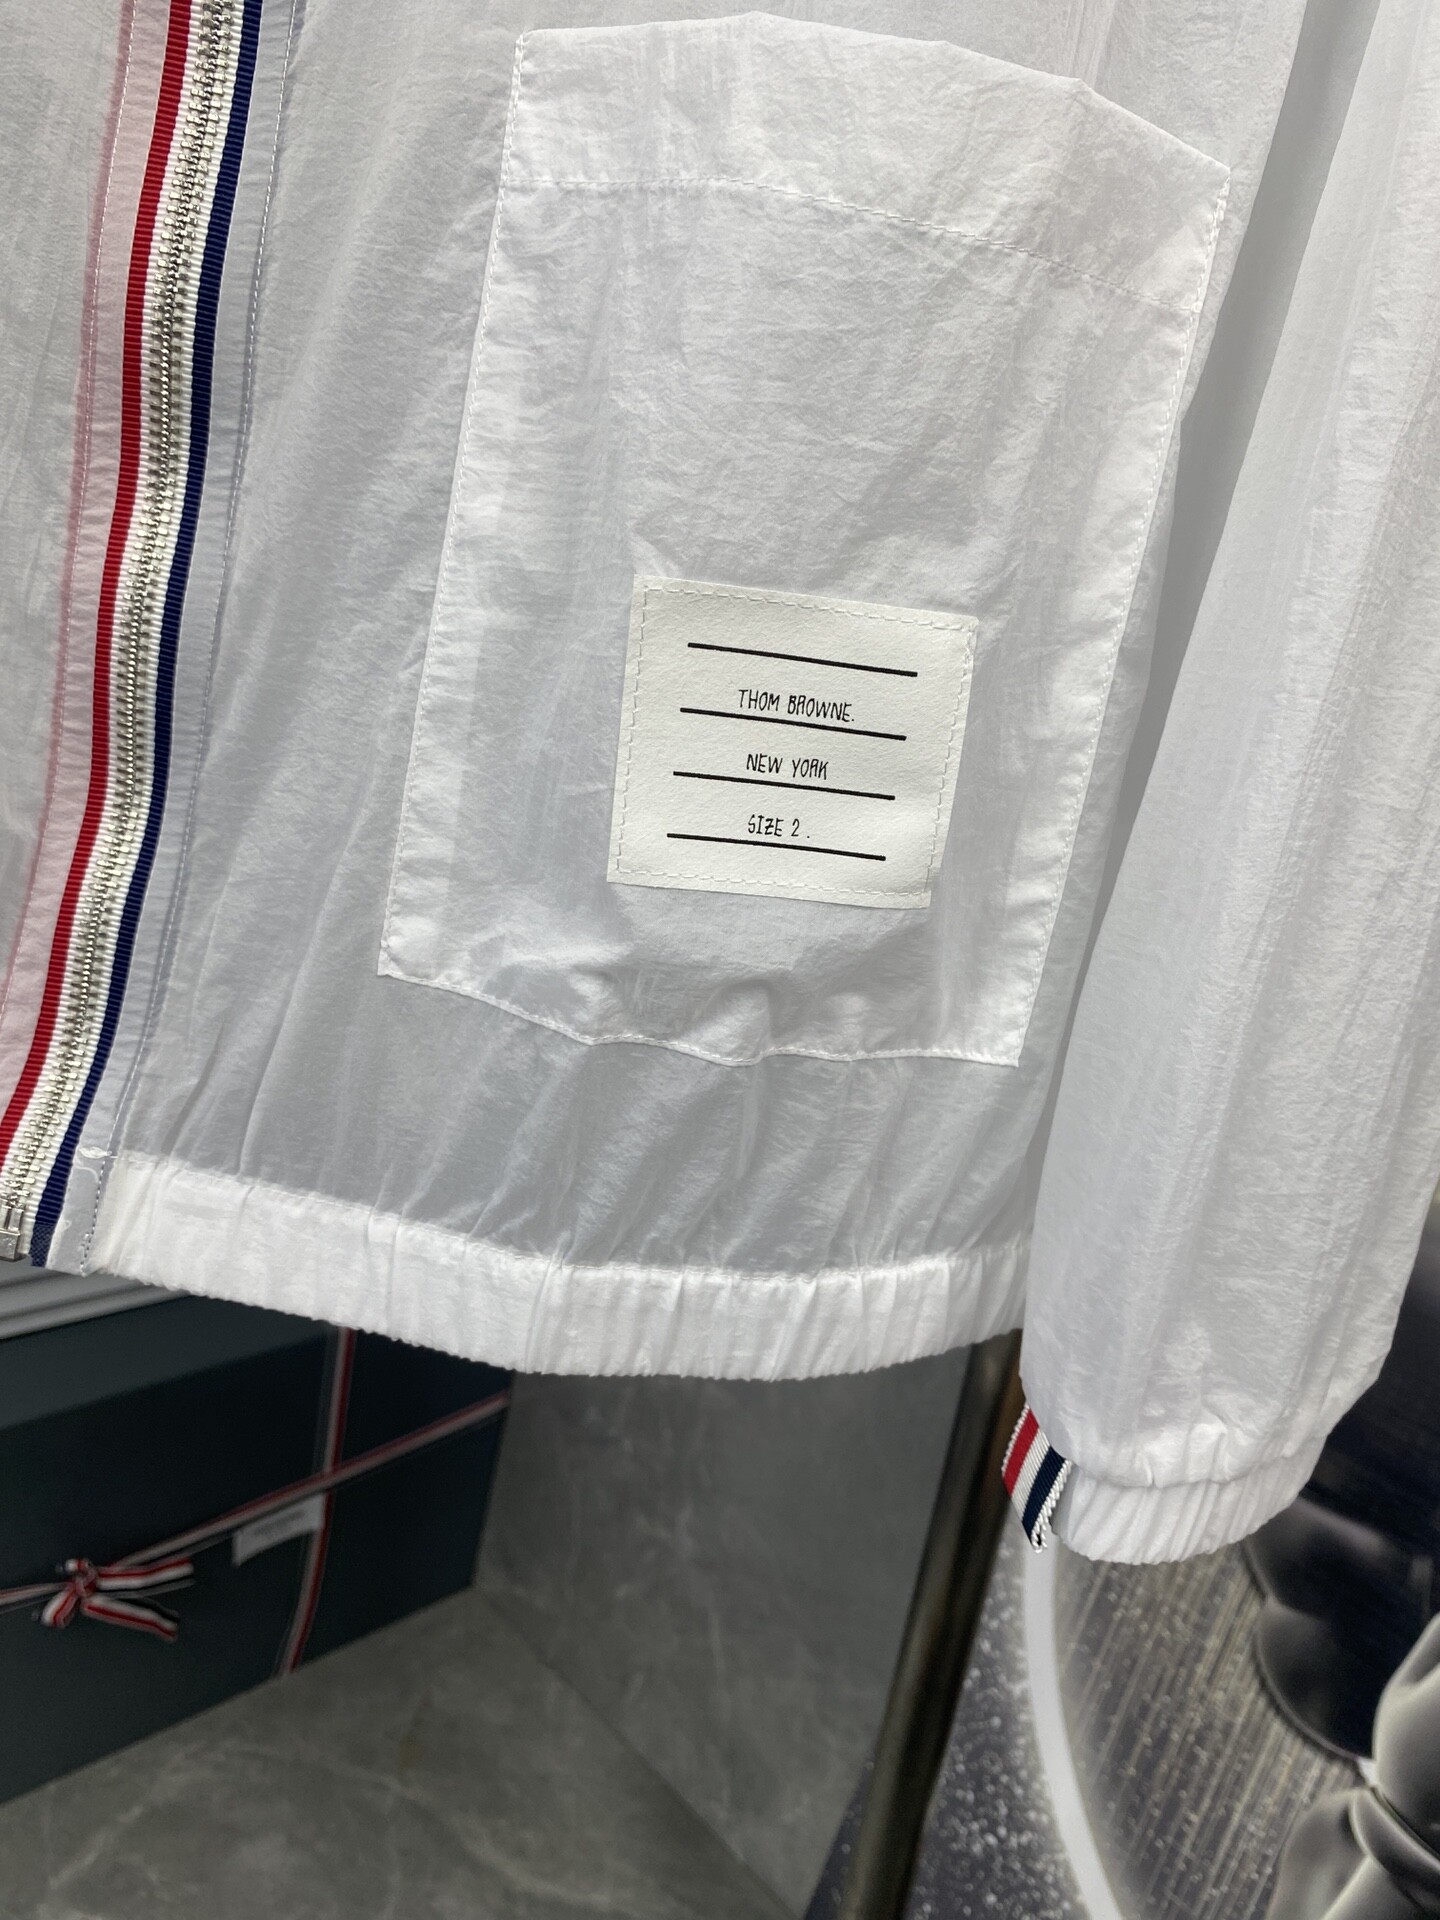 THOM BROWNE.
NEW YORK
SIZE 2 .